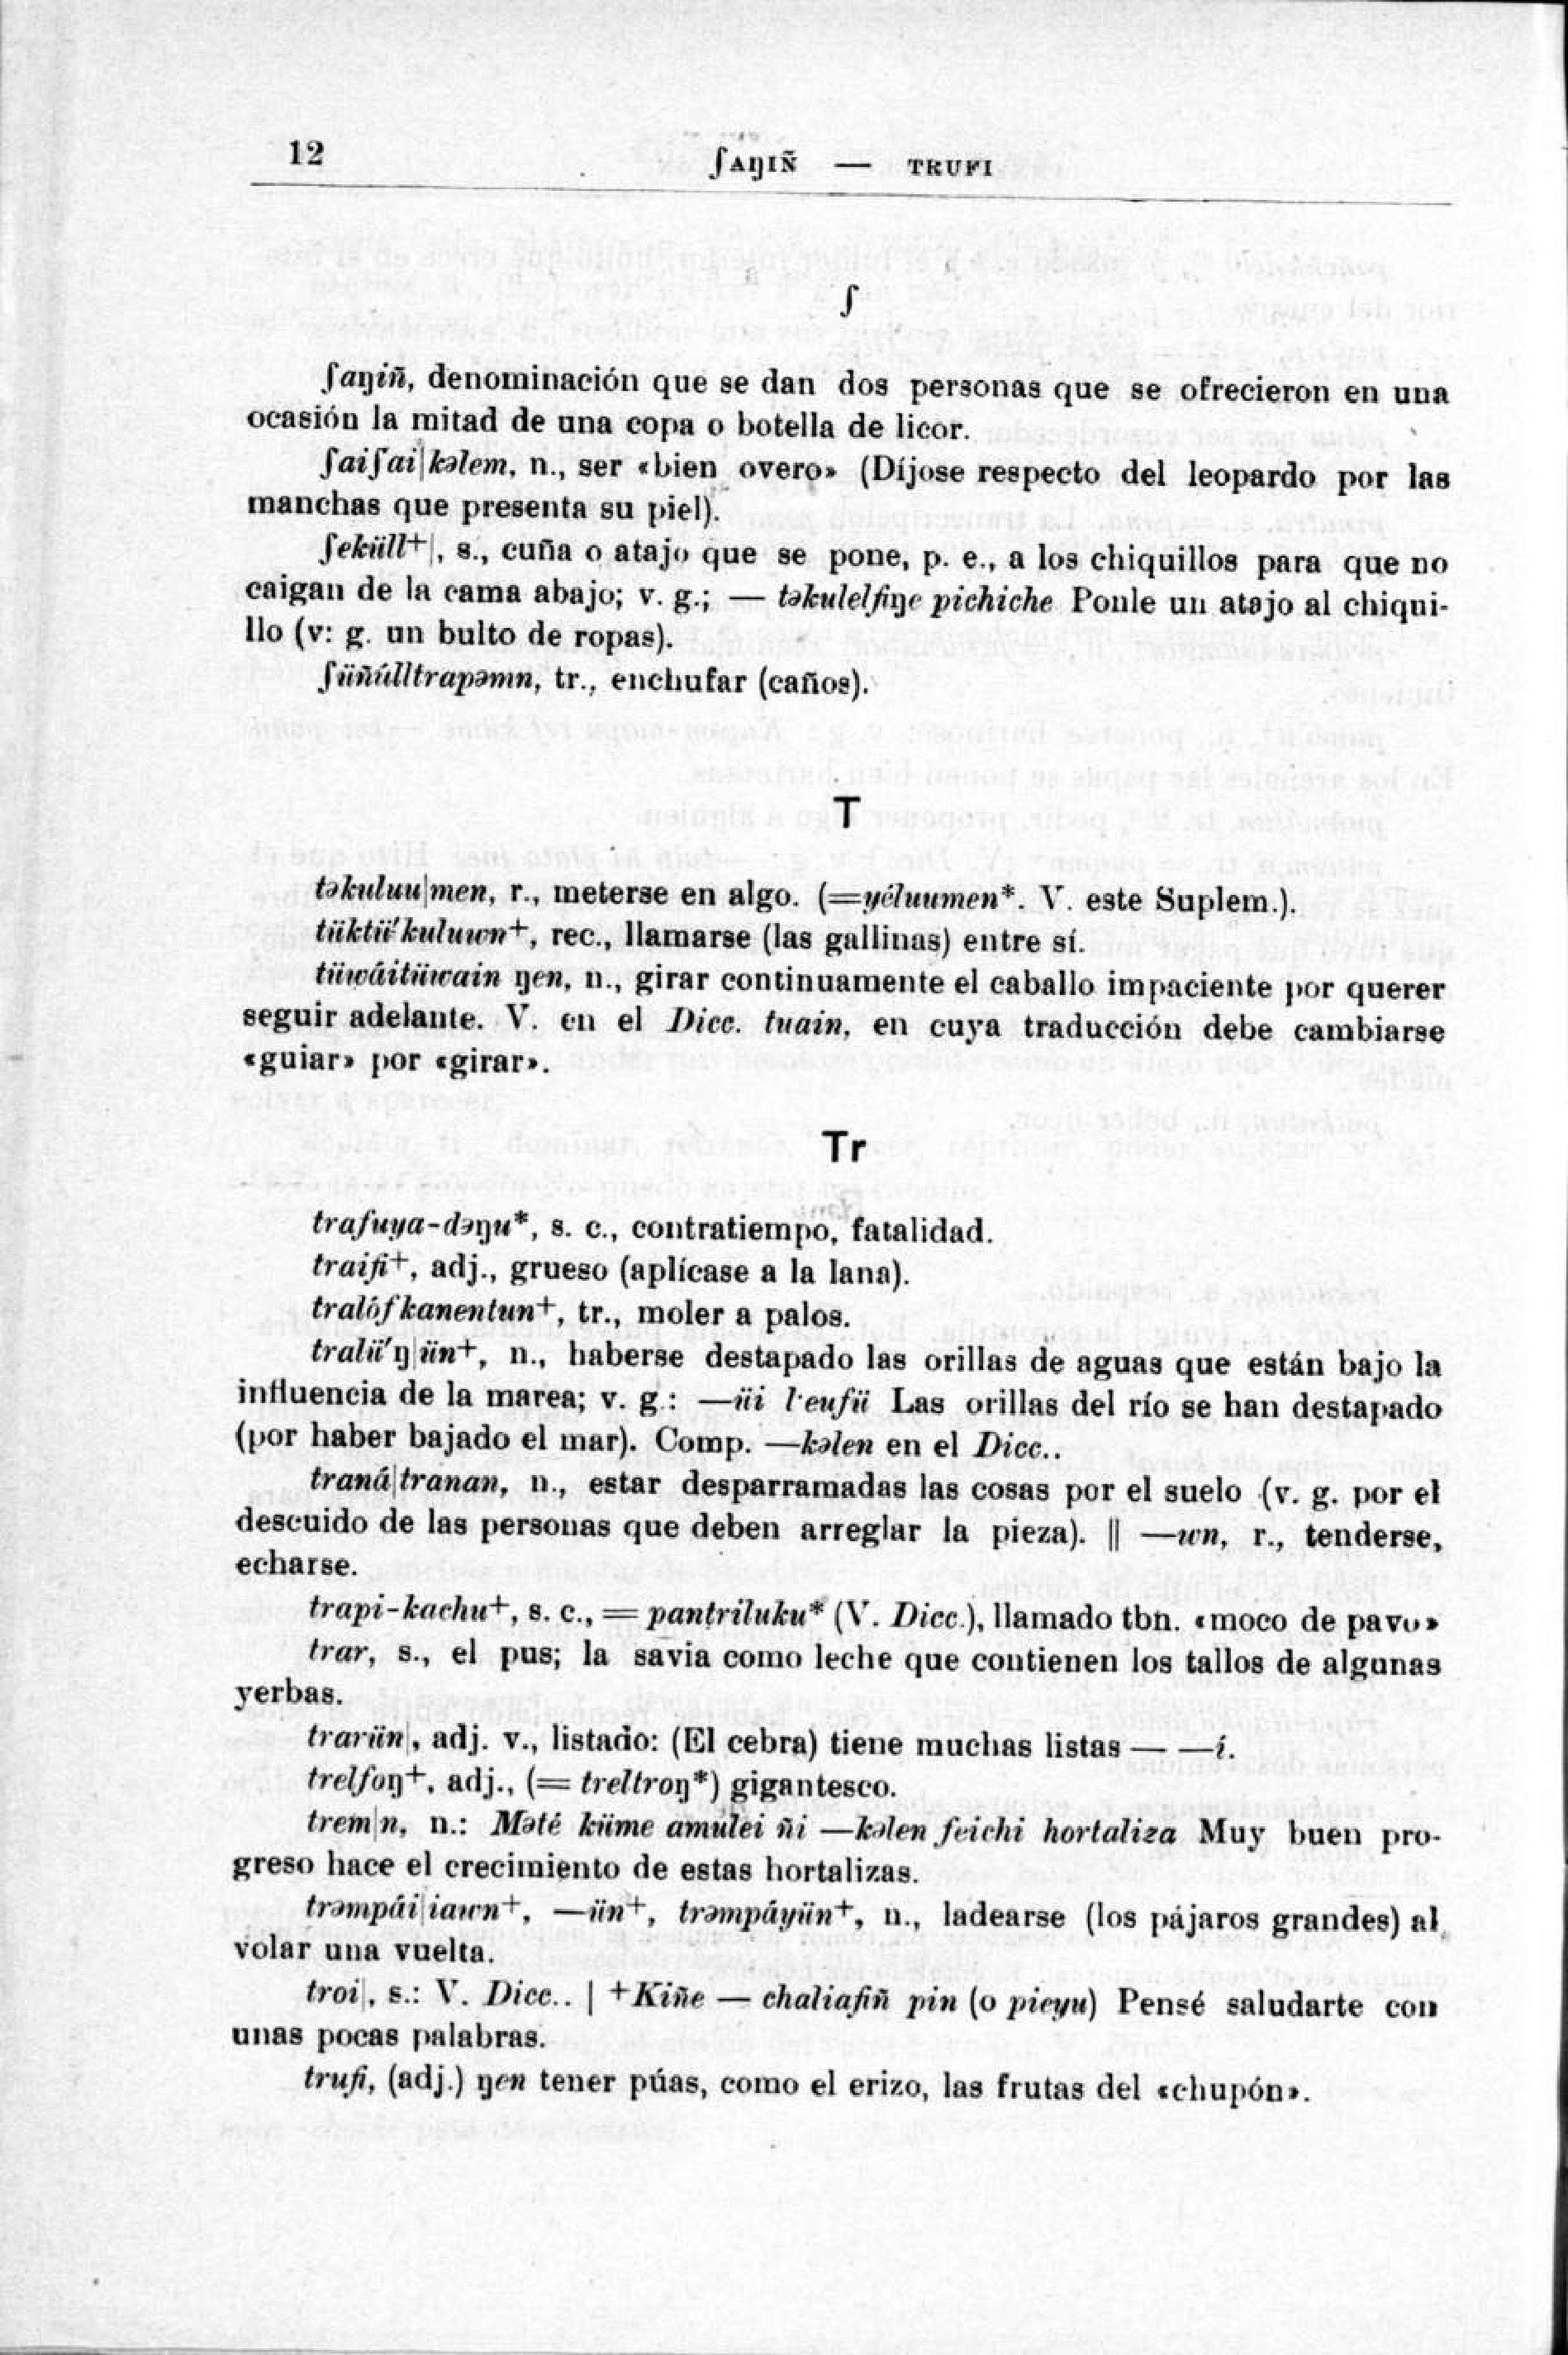 12
ʃAŊIÑ — TRUFI
ʃ
ʃaŋiñ, denominación que se dan dos personas que se ofrecieron en una
ocasión la mitad de una copa o botella de licor.
ʃaiʃai|kəlem, n., ser «bien overo» (Díjose respecto del leopardo por las
manchas que presenta su piel).
ʃeküll+|, s., cuña o atajo que se pone, p. e., a los chiquillos para que no
caigan de la cama abajo; v. g.; — təkulelfiŋe pichiche Ponle un atajo al chiqui-
llo (v: g. un bulto de ropas).
ʃüñúlltrapəmn, tr., enchufar (caños).
T
təkuluu|men, r., meterse en algo. (=yéluumen*. V. este Suplem.).
tüktǘkuluwn+, rec., llamarse (las gallinas) entre sí.
tüwáitüwain ŋen, n., girar continuamente el caballo impaciente por querer
seguir adelante. V. en el Dicc. tuain, en cuya traducción debe cambiarse
«guiar» por «girar».
Tr
trafuya-dəŋu*, s. c., contratiempo, fatalidad.
traifi+, adj., grueso (aplícase a la lana).
tralófkanentun+, tr., moler a palos.
tralǘŋ|ün+, n., haberse destapado las orillas de aguas que están bajo la
influencia de la marea; v. g.: —üi l·eufü Las orillas del río se han destapado
(por haber bajado el mar). Comp. —kəlen en el Dicc..
traná|tranan, n., estar desparramadas las cosas por el suelo (v. g. por el
descuido de las personas que deben arreglar la pieza). || —wn, r., tenderse,
echarse.
trapi-kachu+, s. c., = pantriluku* (V. Dicc.), llamado tbn. «moco de pavo»
trar, s., el pus; la savia como leche que contienen los tallos de algunas
yerbas.
trarün|, adj. v., listado: (El cebra) tiene muchas listas — —í.
trelfoŋ+, adj., (= treltroŋ*) gigantesco.
trem|n, n.: Məté küme amulei ñi —kəlen feichi hortaliza Muy buen pro-
greso hace el crecimiento de estas hortalizas.
trəmpái|iawn+, —ün+, trəmpáyün+, n., ladearse (los pájaros grandes) al
volar una vuelta.
troi|, s.: V. Dicc.. | +Kiñe — chaliafiñ pin (o pieyu) Pensé saludarte con
unas pocas palabras.
trufi, (adj.) ŋen tener púas, como el erizo, las frutas del «chupón».